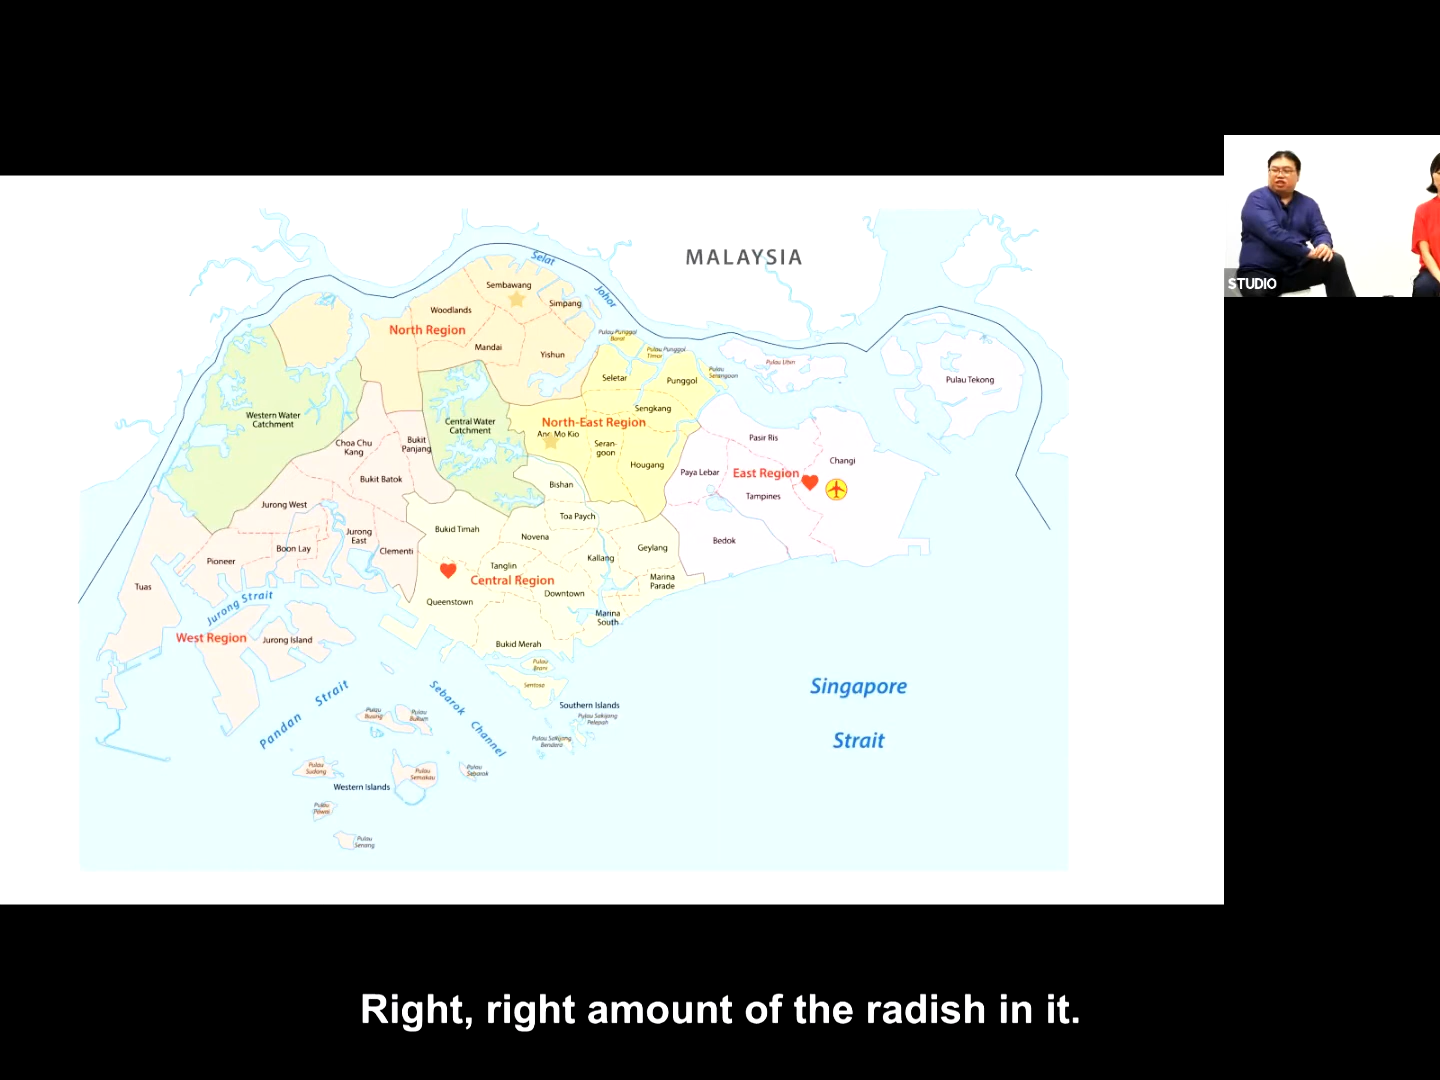 MALAYSIA
Selat
Johor
Sembawang
Simpang
Woodlands
North Region
Mandai
Yishun
Pulau Punggol
Barat
Pulau Punggol
Timor
Pulau
Serangoon
Pulau Ubin
Pulau Tekong
Seletar
Punggol
Sengkang
North-East Region
Ang Mo Kio
Seran-
goon
Hougang
Western Water
Catchment
Central Water
Catchment
Choa Chu
Kang
Bukit
Panjang
Bukit Batok
Pasir Ris
Changi
Paya Lebar
East Region
Tampines
Bedok
Bishan
Toa Paych
Jurong West
Bukid Timah
Novena
Jurong
East
Boon Lay
Clementi
Pioneer
Kallang
Geylang
Tanglin
Central Region
Marina
Parade
Tuas
Downtown
Queenstown
Marina
South
Jurong Strait
West Region
Jurong Island
Bukid Merah
Pulau
Brani
Sentosa
Southern Islands
Pulau Sakijang
Pelepah
Pulau Sakijang
Bendera
Pandan Strait
Sebarok Channel
Pulau
Busing
Pulau
Bukum
Singapore
Strait
Pulau
Sudong
Pulau
Semakau
Pulau
Sebarok
Western Islands
Pulau
Pawai
Pulau
Senang
STUDIO
Right, right amount of the radish in it.